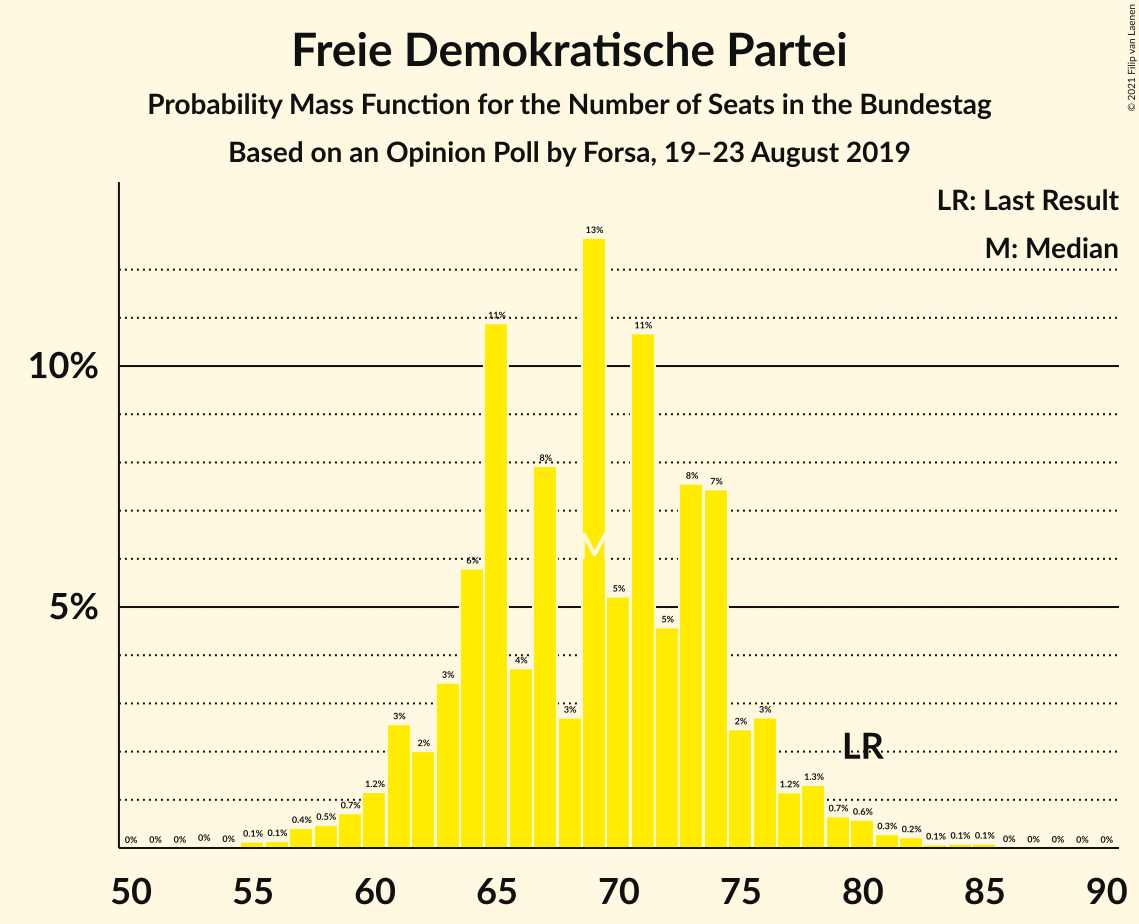 Freie Demokratische Partei
Probability Mass Function for the Number of Seats in the Bundestag
Based on an Opinion Poll by Forsa, 19–23 August 2019
© 2021 Filip van Laenen
LR: Last Result
M: Median
10%
5%
0% 0% 0% 0% 0% 0.1% 0.1% 0.4% 0.5% 0.7% 1.2% 3% 2% 3% 6% 11% 4% 8% 3% 13% 5% 11% 5% 8% 7% 2% 3% 1.2% 1.3% 0.7% 0.6% 0.3% 0.2% 0.1% 0.1% 0.1% 0% 0% 0% 0% 0%
M
LR
50 55 60 65 70 75 80 85 90